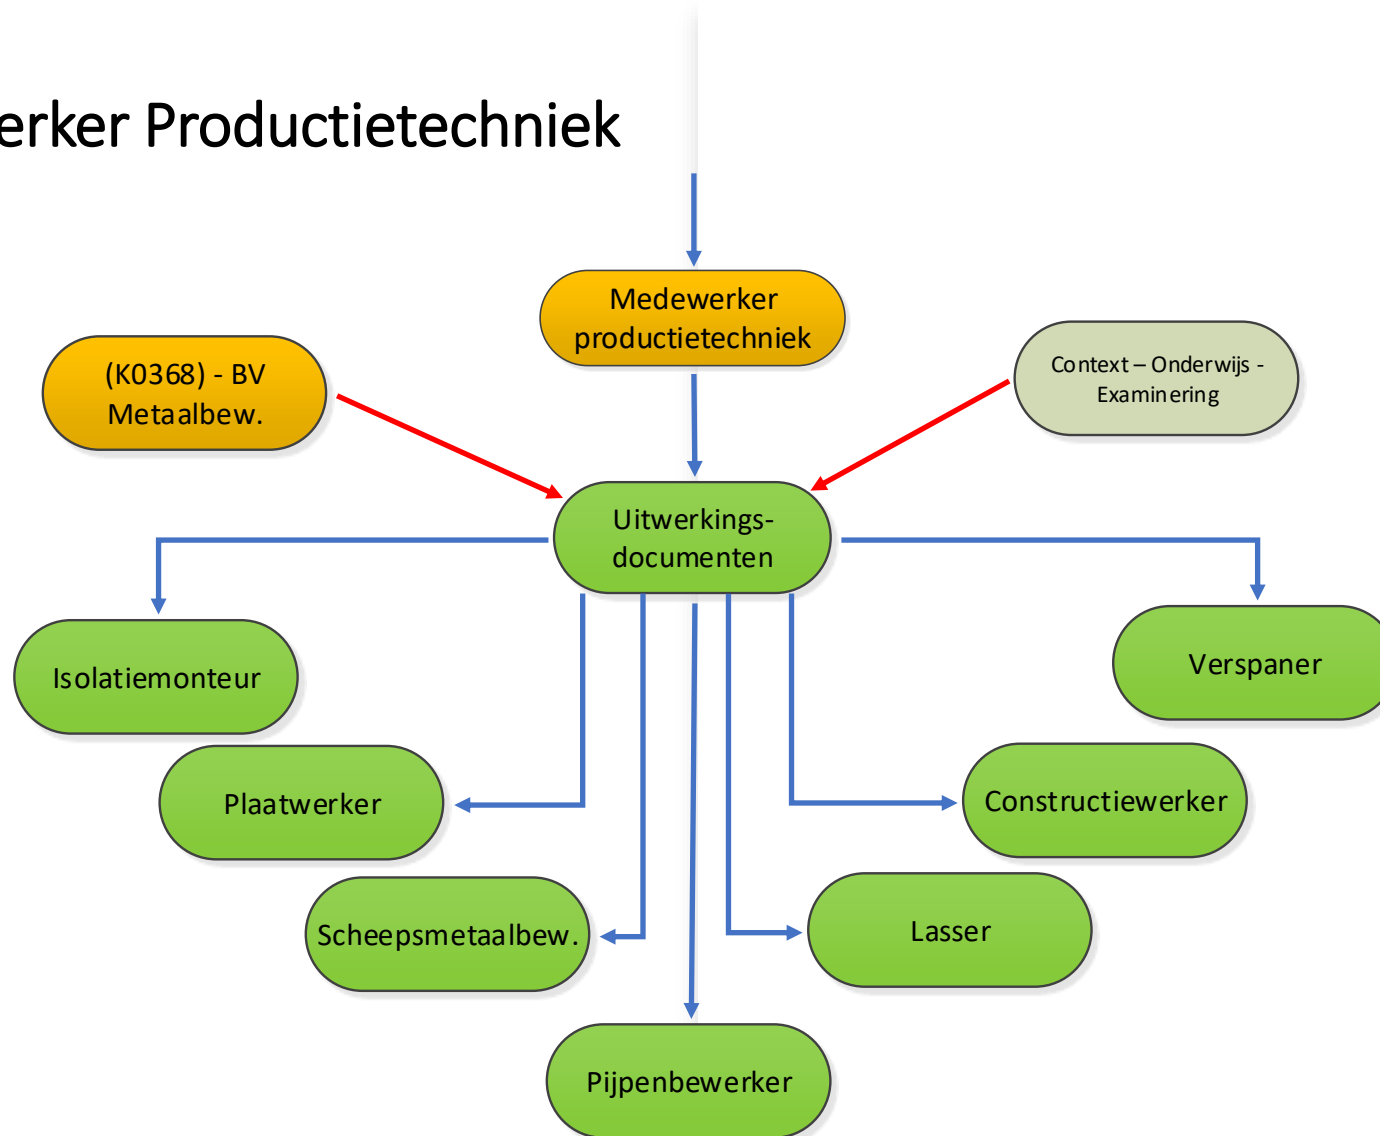 erker Productietechniek
Medewerker
productietechniek
(K0368) - BV
Metaalbew.
Context – Onderwijs -
Examinering
Uitwerkings-
documenten
Isolatiemonteur
Verspaner
Plaatwerker
Constructiewerker
Scheepsmetaalbew.
Lasser
Pijpenbewerker